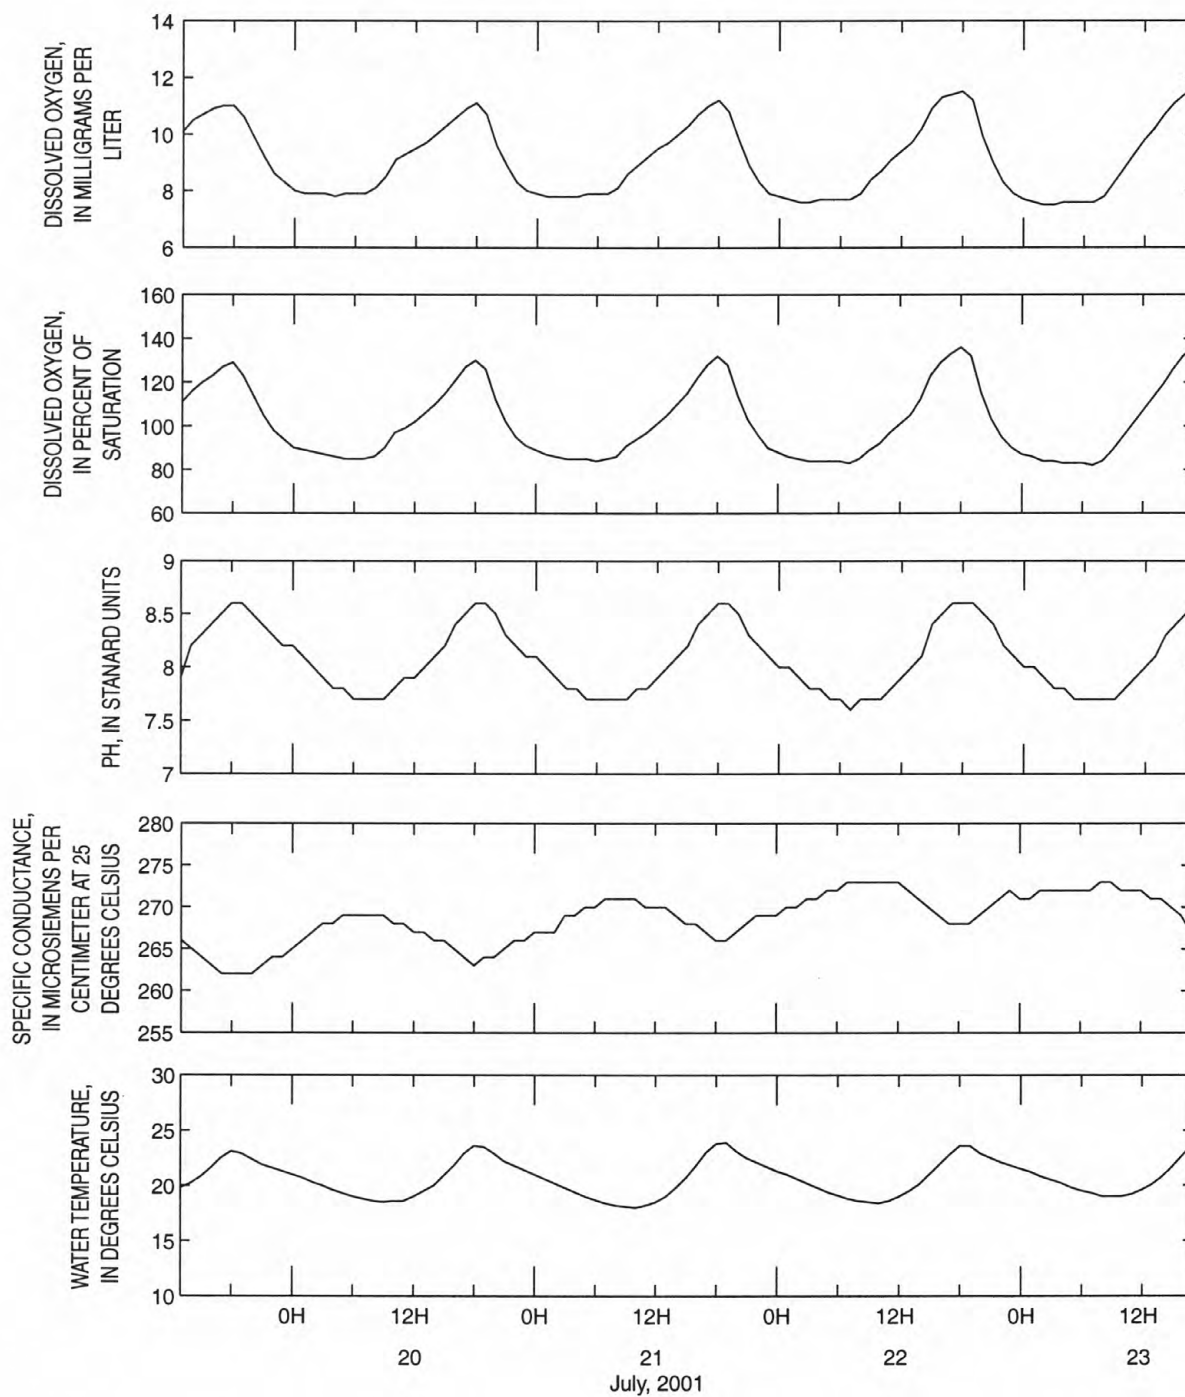 DISSOLVED OXYGEN,
IN MILLIGRAMS PER
LITER
14
12
10
8
6
DISSOLVED OXYGEN,
IN PERCENT OF
SATURATION
160
140
120
100
80
60
PH, IN STANARD UNITS
9
8.5
8
7.5
7
SPECIFIC CONDUCTANCE,
IN MICROSIEMENS PER
CENTIMETER AT 25
DEGREES CELSIUS
280
275
270
265
260
255
WATER TEMPERATURE,
IN DEGREES CELSIUS
30
25
20
15
10
0H 12H 0H 12H 0H 12H 0H 12H
20 21 22 23
July, 2001